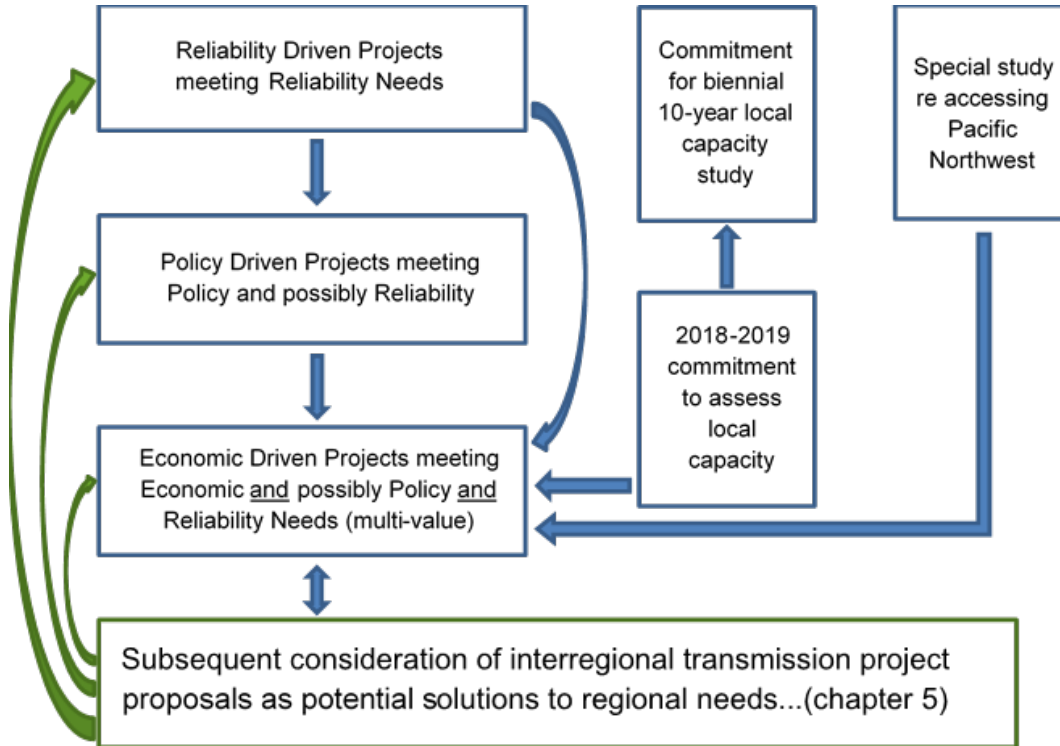 Reliability Driven Projects
meeting Reliability Needs
Commitment
for biennial
10-year local
capacity
study
Special study
re accessing
Pacific
Northwest
Policy Driven Projects meeting
Policy and possibly Reliability
2018-2019
commitment
to assess
local
capacity
Economic Driven Projects meeting
Economic and possibly Policy and
Reliability Needs (multi-value)
Subsequent consideration of interregional transmission project
proposals as potential solutions to regional needs...(chapter 5)